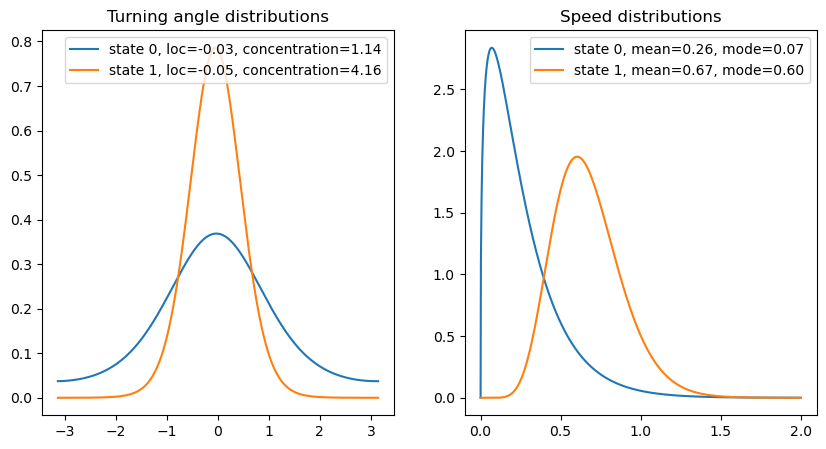 Turning angle distributions
state 0, loc=-0.03, concentration=1.14
state 1, loc=-0.05, concentration=4.16
0.8
0.7
0.6
0.5
0.4
0.3
0.2
0.1
0.0
−3 −2 −1 0 1 2 3
Speed distributions
state 0, mean=0.26, mode=0.07
state 1, mean=0.67, mode=0.60
2.5
2.0
1.5
1.0
0.5
0.0
0.0 0.5 1.0 1.5 2.0